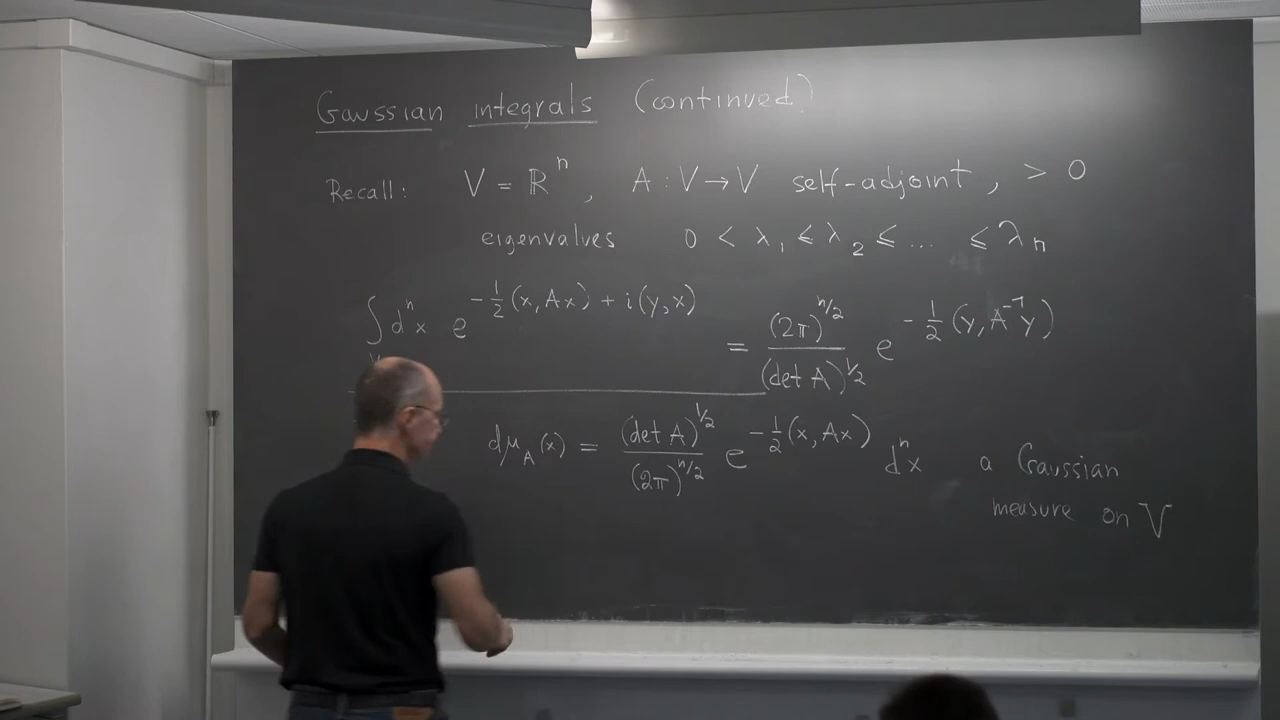 Gaussian integrals (continued)
Recall: V = ℝⁿ, A : V → V self-adjoint, > 0
eigenvalues 0 < λ₁ ≤ λ₂ ≤ ... ≤ λₙ
∫ dⁿx e^{-½(x, Ax) + i(y,x)} = (2π)^{n/2} / (det A)^{1/2} e^{-½(y, A⁻¹y)}
dμ_A(x) = (det A)^{1/2} / (2π)^{n/2} e^{-½(x, Ax)} dⁿx a Gaussian
measure on V